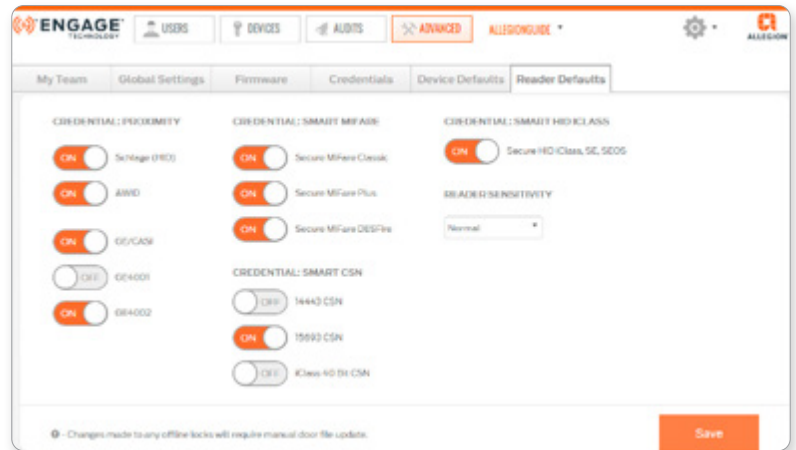 ENGAGE
TECHNOLOGY
USERS
DEVICES
AUDITS
ADVANCED
ALLEGIONGUIDE
ALLEGION
My Team
Global Settings
Firmware
Credentials
Device Defaults
Reader Defaults
CREDENTIAL: PROXIMITY
ON Schlage (HID)
ON AWID
ON GE/CASI
OFF GE4001
ON GE4002
CREDENTIAL: SMART MIFARE
ON Secure MiFare Classic
ON Secure MiFare Plus
ON Secure MiFare DESFire
CREDENTIAL: SMART CSN
OFF 14443 CSN
ON 15693 CSN
OFF iClass 40 Bit CSN
CREDENTIAL: SMART HID ICLASS
ON Secure HID iClass, SE, SEOS
READER SENSITIVITY
Normal
- Changes made to any offline locks will require manual door file update.
Save